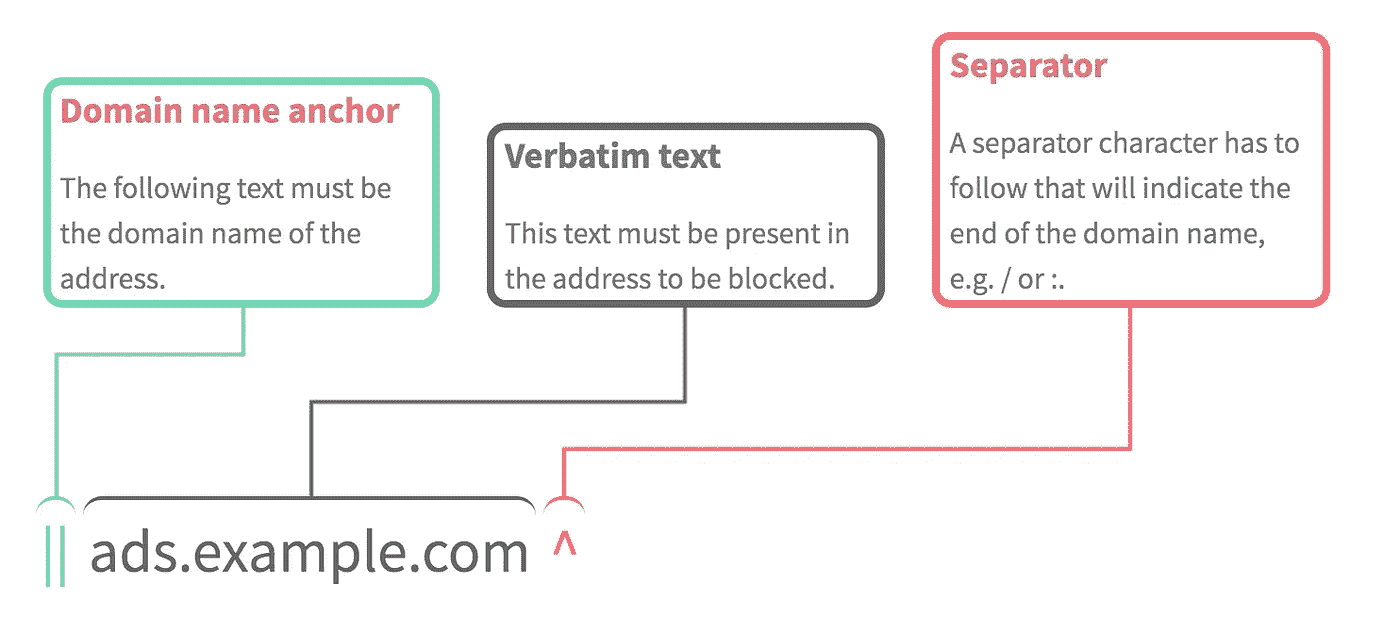 Domain name anchor
The following text must be
the domain name of the
address.
Verbatim text
This text must be present in
the address to be blocked.
Separator
A separator character has to
follow that will indicate the
end of the domain name,
e.g. / or :.
||ads.example.com^